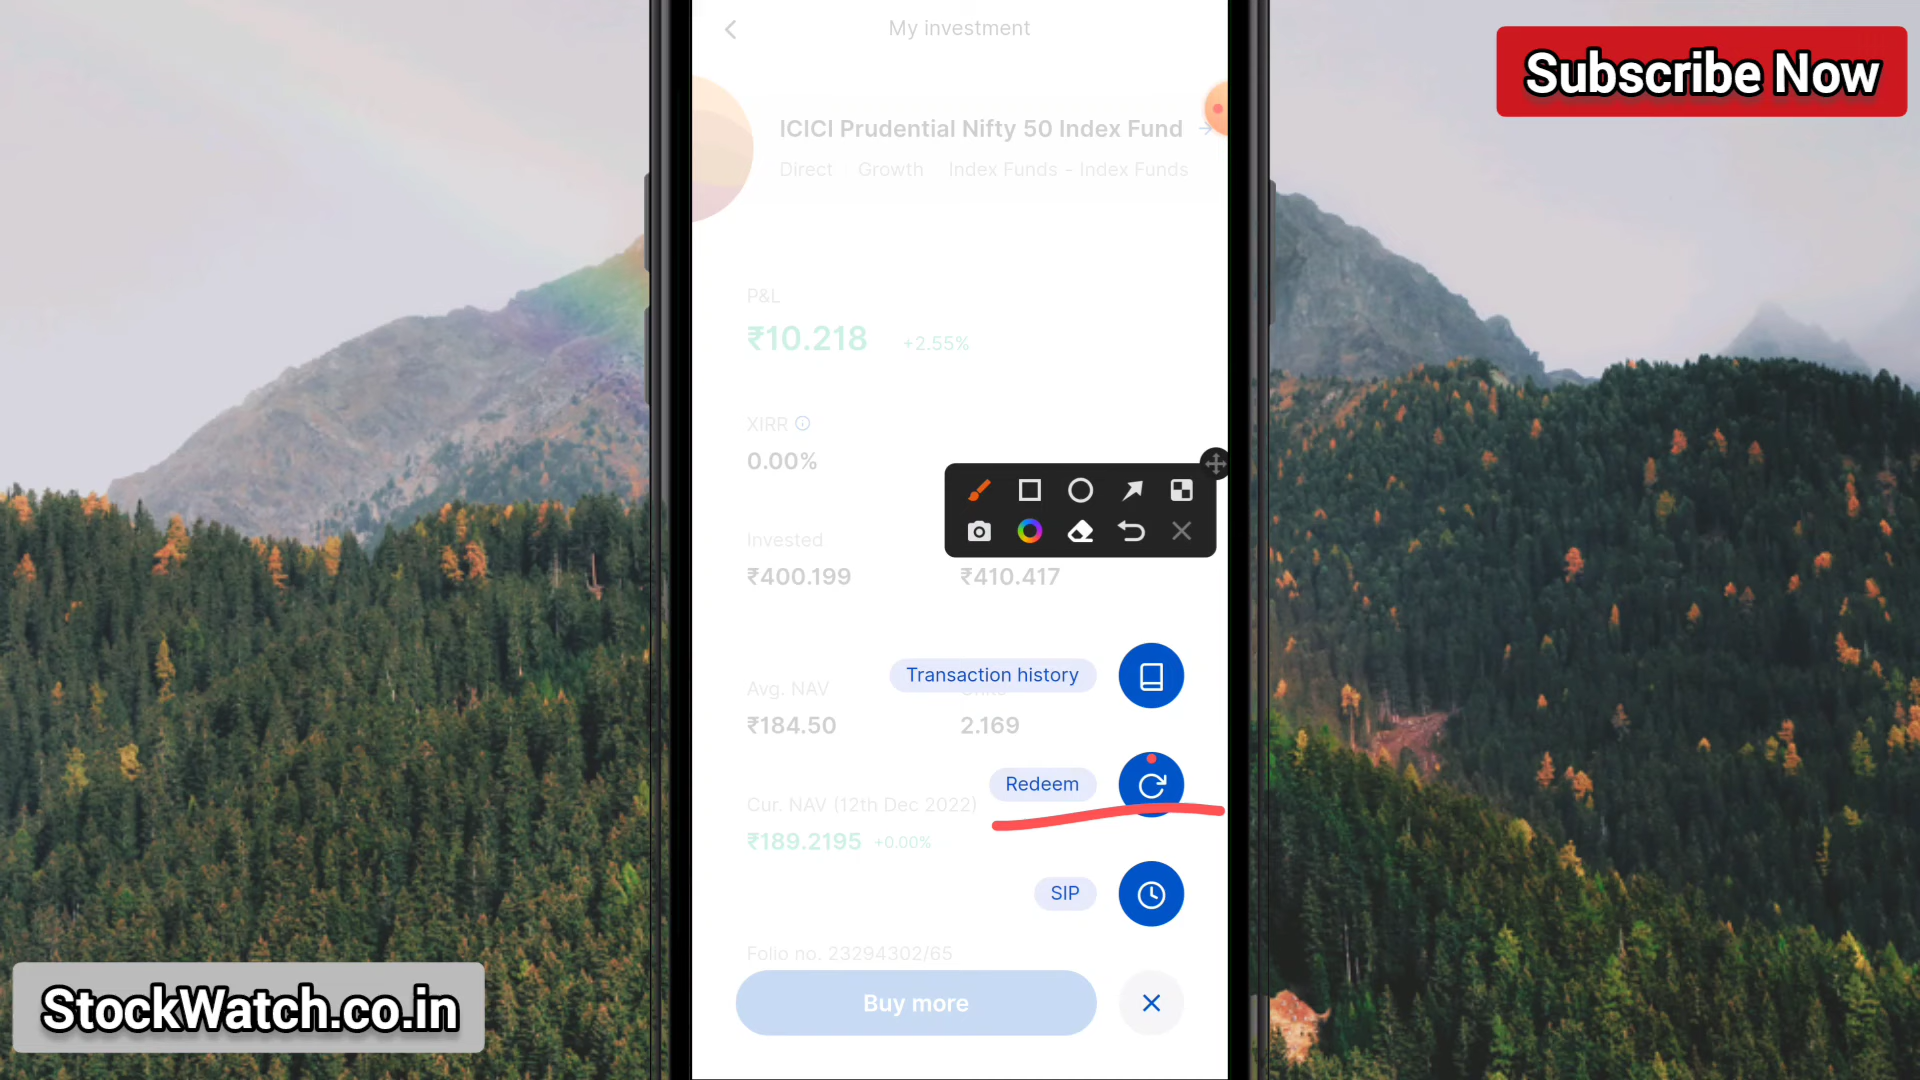 My investment
Subscribe Now
ICICI Prudential Nifty 50 Index Fund
Direct Growth Index Funds - Index Funds
P&L
₹10.218 +2.55%
XIRR
0.00%
Invested
₹400.199 ₹410.417
Transaction history
Avg. NAV
₹184.50 2.169
Redeem
Cur. NAV (12th Dec 2022)
₹189.2195 +0.00%
SIP
Folio no. 23294302/65
Buy more
StockWatch.co.in